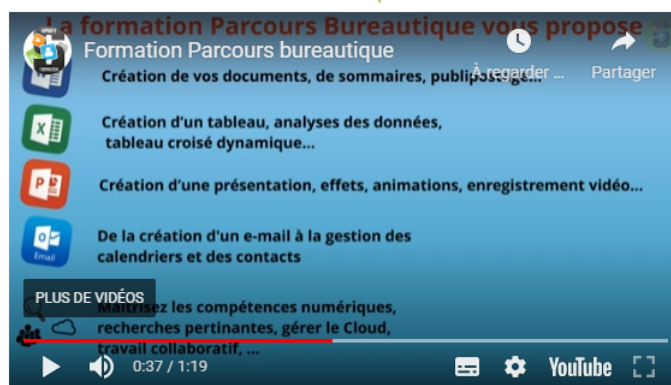 La formation Parcours Bureautique vous propose
Formation Parcours bureautique
À regarder ...
Partager
Création de vos documents, de sommaires, publipostage...
Création d'un tableau, analyses des données,
tableau croisé dynamique...
Création d'une présentation, effets, animations, enregistrement vidéo...
De la création d'un e-mail à la gestion des
calendriers et des contacts
Email
PLUS DE VIDÉOS
Maîtrisez les compétences numériques,
recherches pertinantes, gérer le Cloud,
travail collaboratif, ...
0:37 / 1:19
YouTube